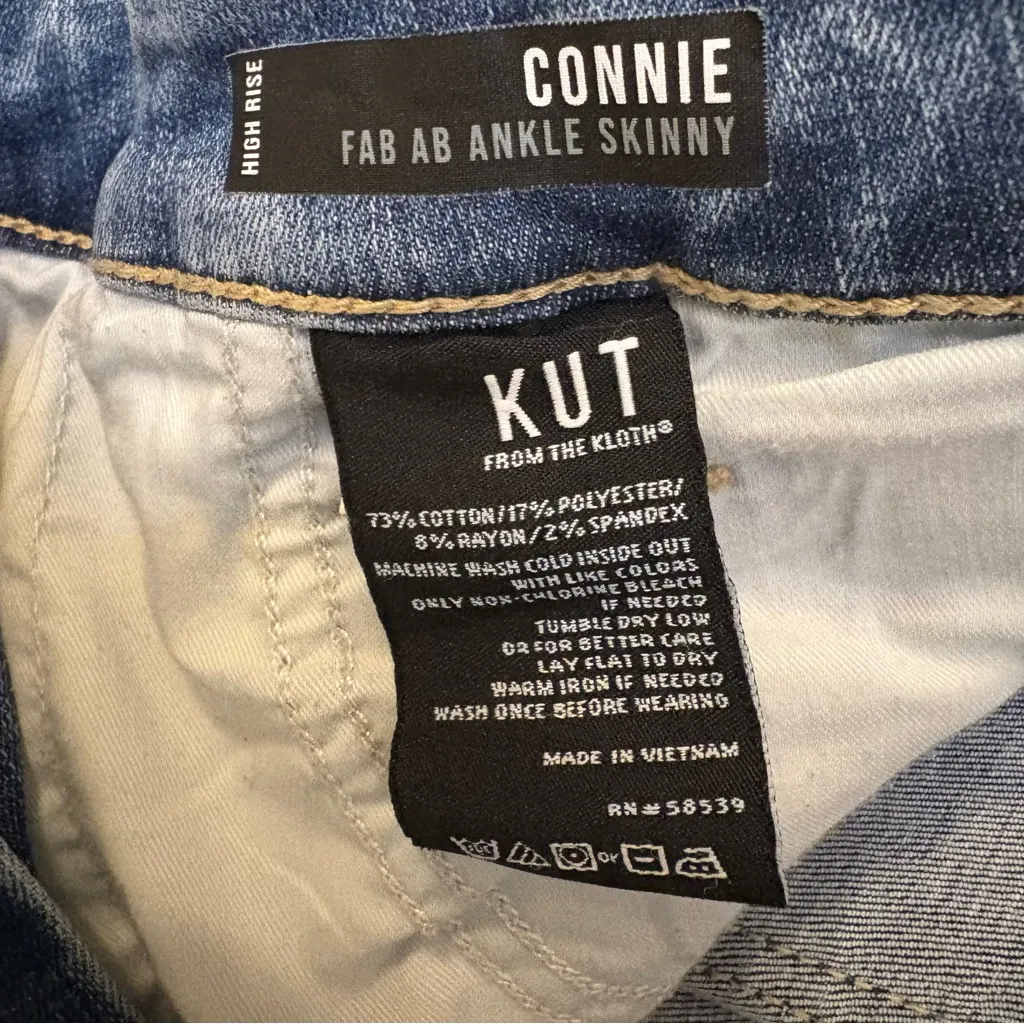 HIGH RISE
CONNIE
FAB AB ANKLE SKINNY
KUT
FROM THE KLOTH®
73% COTTON/17% POLYESTER/
8% RAYON/2% SPANDEX
MACHINE WASH COLD INSIDE OUT
WITH LIKE COLORS
ONLY NON-CHLORINE BLEACH
IF NEEDED
TUMBLE DRY LOW
OR FOR BETTER CARE
LAY FLAT TO DRY
WARM IRON IF NEEDED
WASH ONCE BEFORE WEARING
MADE IN VIETNAM
RN#58539
or